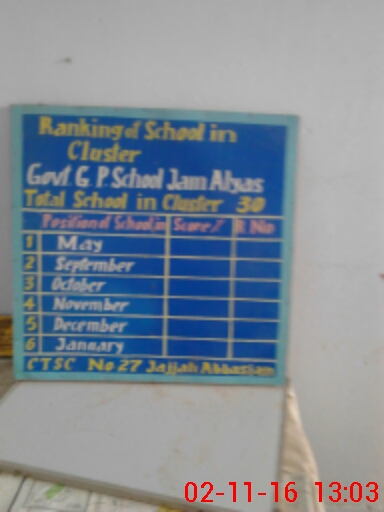 Ranking of School in
Cluster
Govt. G. P. School Jam Abyas
Total School in Cluster 30
Position of School in Score % R. No
1 May
2 September
3 October
4 November
5 December
6 January
CTSC No 27 Jajjah Abbasian
02-11-16 13:03